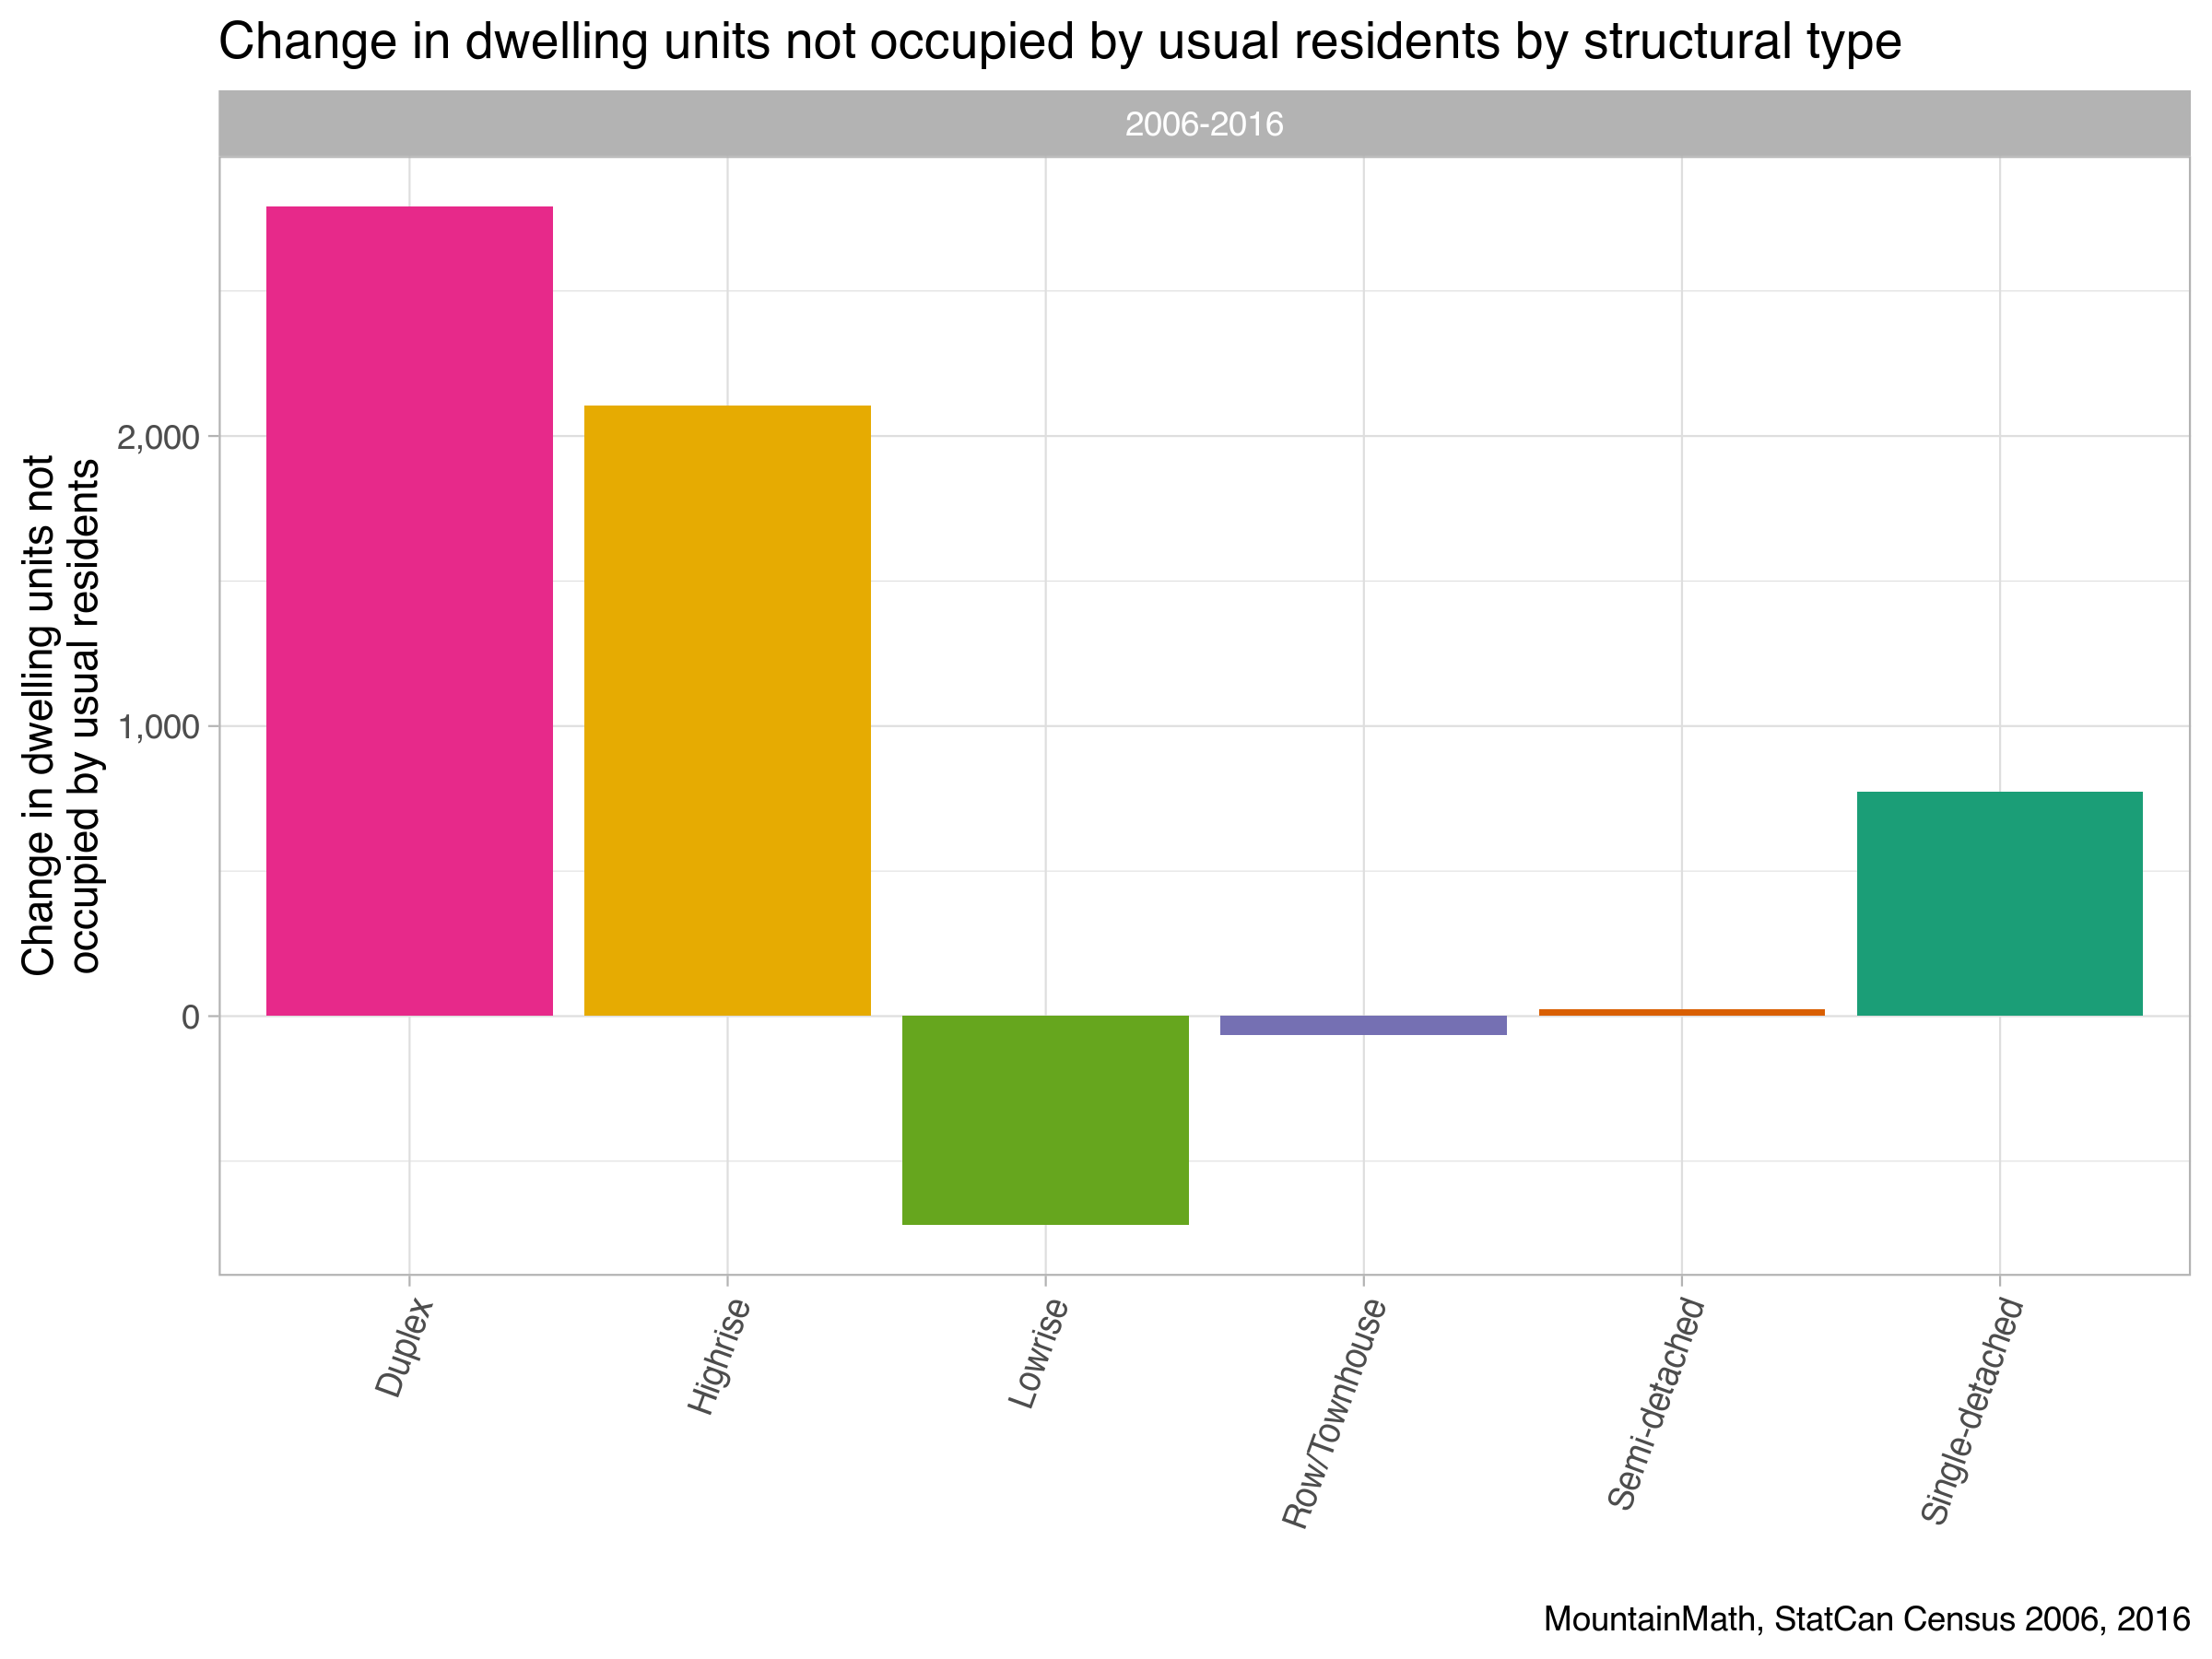 Change in dwelling units not occupied by usual residents by structural type
2006-2016
Change in dwelling units not
occupied by usual residents
2,000
1,000
0
Duplex
Highrise
Lowrise
Row/Townhouse
Semi-detached
Single-detached
MountainMath, StatCan Census 2006, 2016